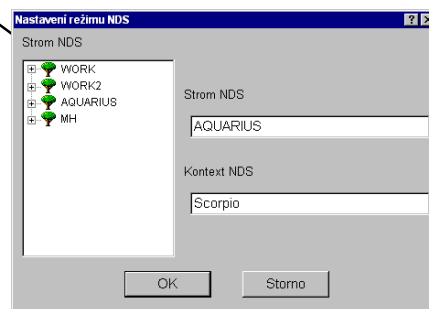 Nastavení režimu NDS
Strom NDS
WORK
WORK2
AQUARIUS
MH
Strom NDS
AQUARIUS
Kontext NDS
Scorpio
OK
Storno